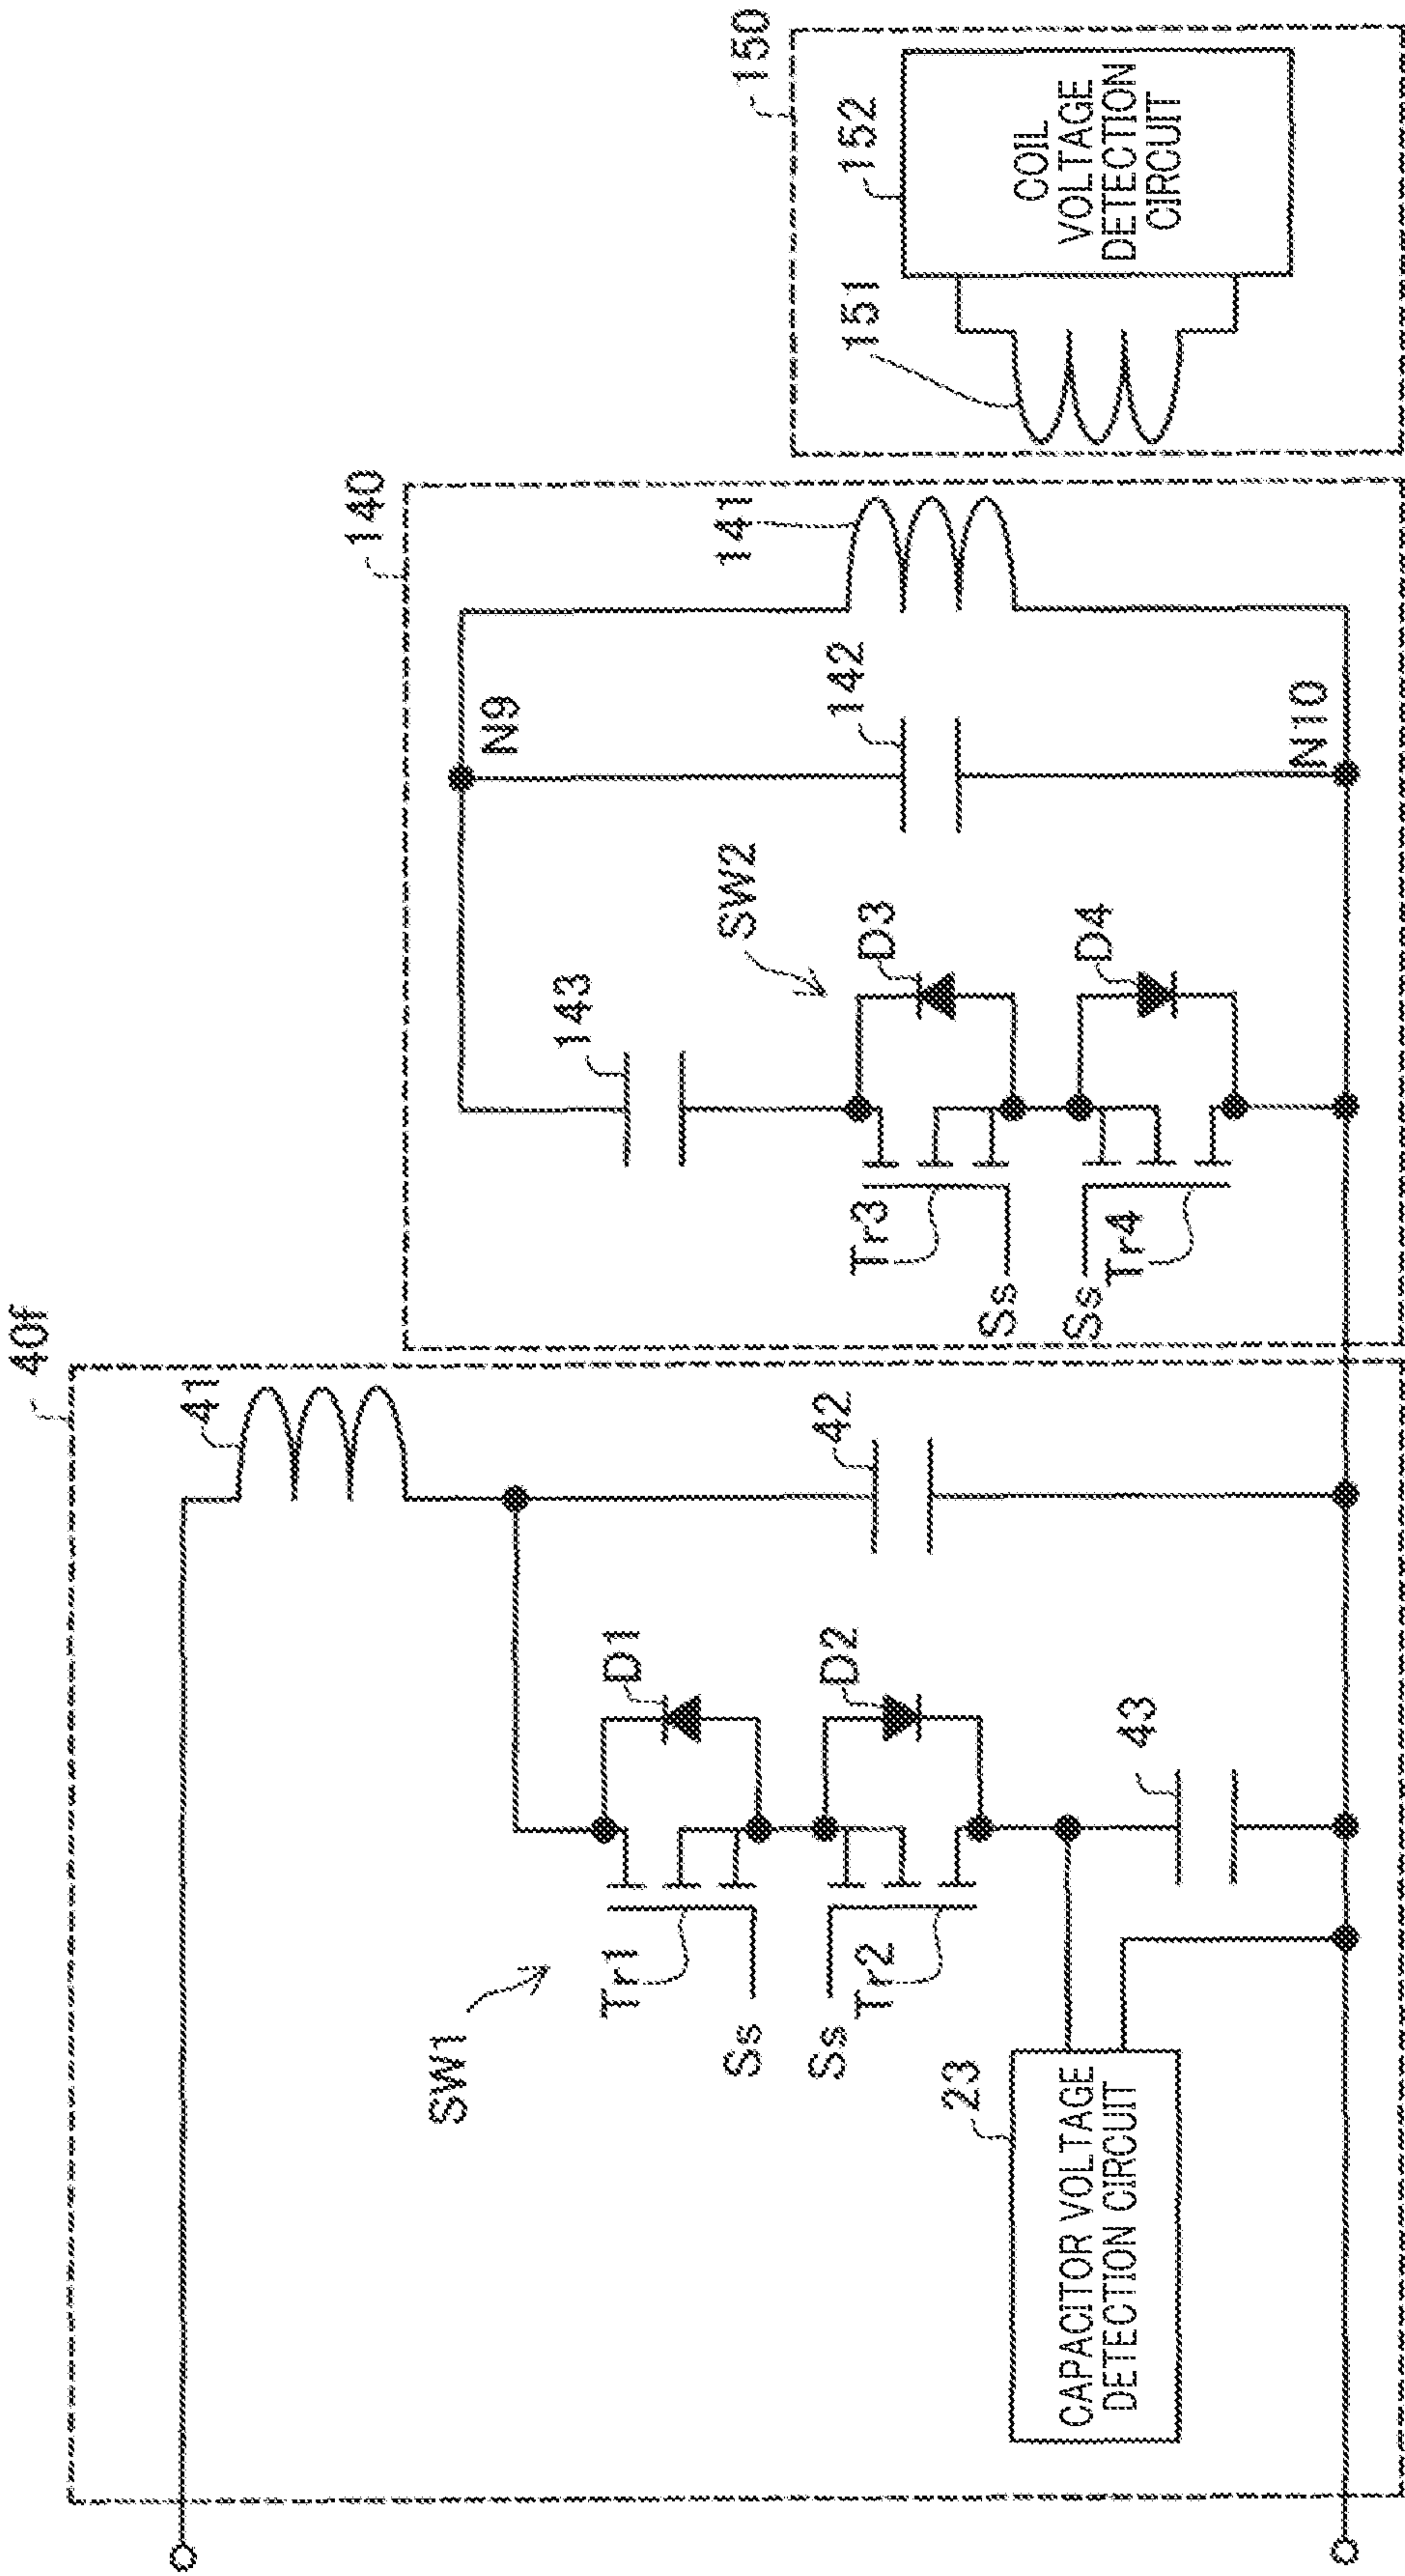 40f
41
42
SW1
Tr1
D1
Ss
Ss
Tr2
D2
43
23
CAPACITOR VOLTAGE
DETECTION CIRCUIT
140
N9
141
142
143
SW2
Tr3
D3
Ss
Ss
Tr4
D4
N10
150
151
152
COIL
VOLTAGE
DETECTION
CIRCUIT